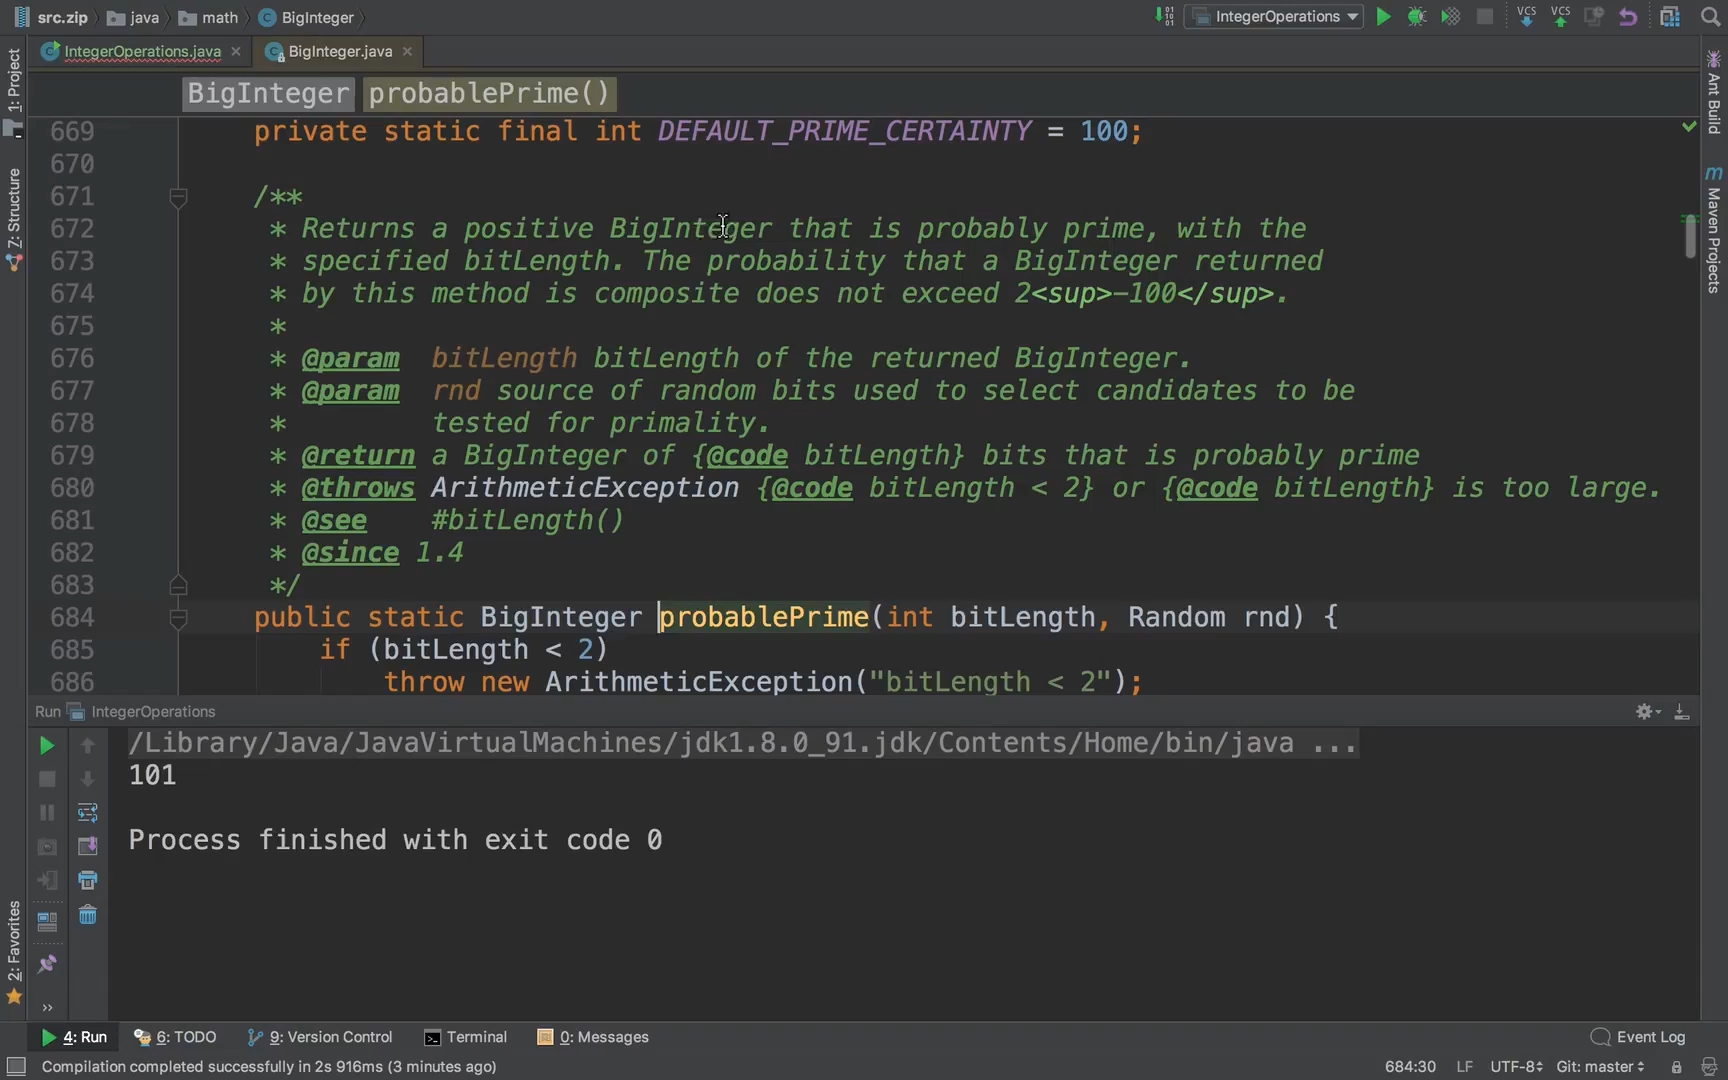 src.zip java math BigInteger IntegerOperations
IntegerOperations.java BigInteger.java
BigInteger probablePrime()
669 private static final int DEFAULT_PRIME_CERTAINTY = 100;
670
671 /**
672 * Returns a positive BigInteger that is probably prime, with the
673 * specified bitLength. The probability that a BigInteger returned
674 * by this method is composite does not exceed 2<sup>-100</sup>.
675 *
676 * @param bitLength bitLength of the returned BigInteger.
677 * @param rnd source of random bits used to select candidates to be
678 * tested for primality.
679 * @return a BigInteger of {@code bitLength} bits that is probably prime
680 * @throws ArithmeticException {@code bitLength < 2} or {@code bitLength} is too large.
681 * @see #bitLength()
682 * @since 1.4
683 */
684 public static BigInteger probablePrime(int bitLength, Random rnd) {
685 if (bitLength < 2)
686 throw new ArithmeticException("bitLength < 2");
Run IntegerOperations
/Library/Java/JavaVirtualMachines/jdk1.8.0_91.jdk/Contents/Home/bin/java ...
101
Process finished with exit code 0
4: Run 6: TODO 9: Version Control Terminal 0: Messages Event Log
Compilation completed successfully in 2s 916ms (3 minutes ago) 684:30 LF UTF-8 Git: master
1: Project
7: Structure
2: Favorites
Ant Build
Maven Projects
VCS VCS